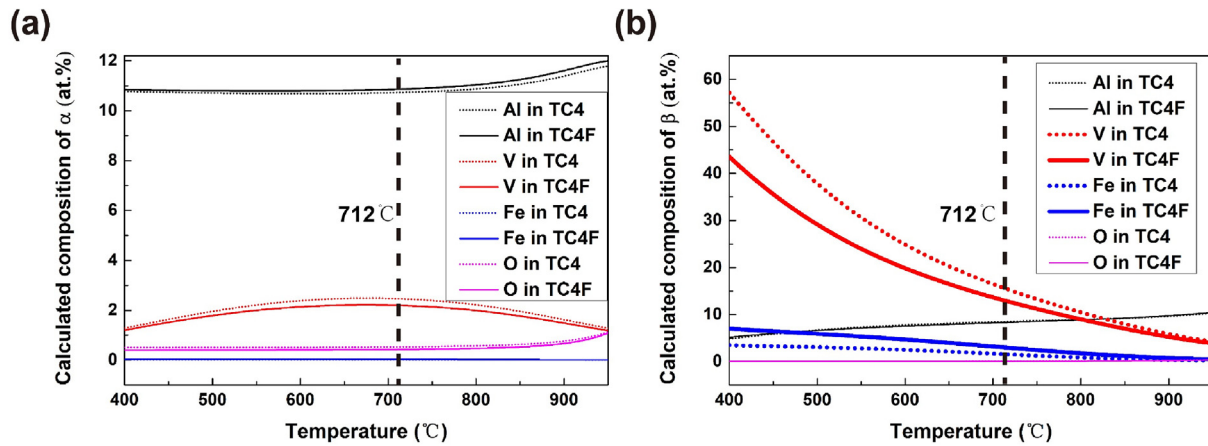 (a)
Calculated composition of α (at.%)
12
10
8
6
4
2
0
Al in TC4
Al in TC4F
V in TC4
V in TC4F
Fe in TC4
Fe in TC4F
O in TC4
O in TC4F
712℃
400 500 600 700 800 900
Temperature (℃)
(b)
Calculated composition of β (at.%)
60
50
40
30
20
10
0
Al in TC4
Al in TC4F
V in TC4
V in TC4F
Fe in TC4
Fe in TC4F
O in TC4
O in TC4F
712℃
400 500 600 700 800 900
Temperature (℃)